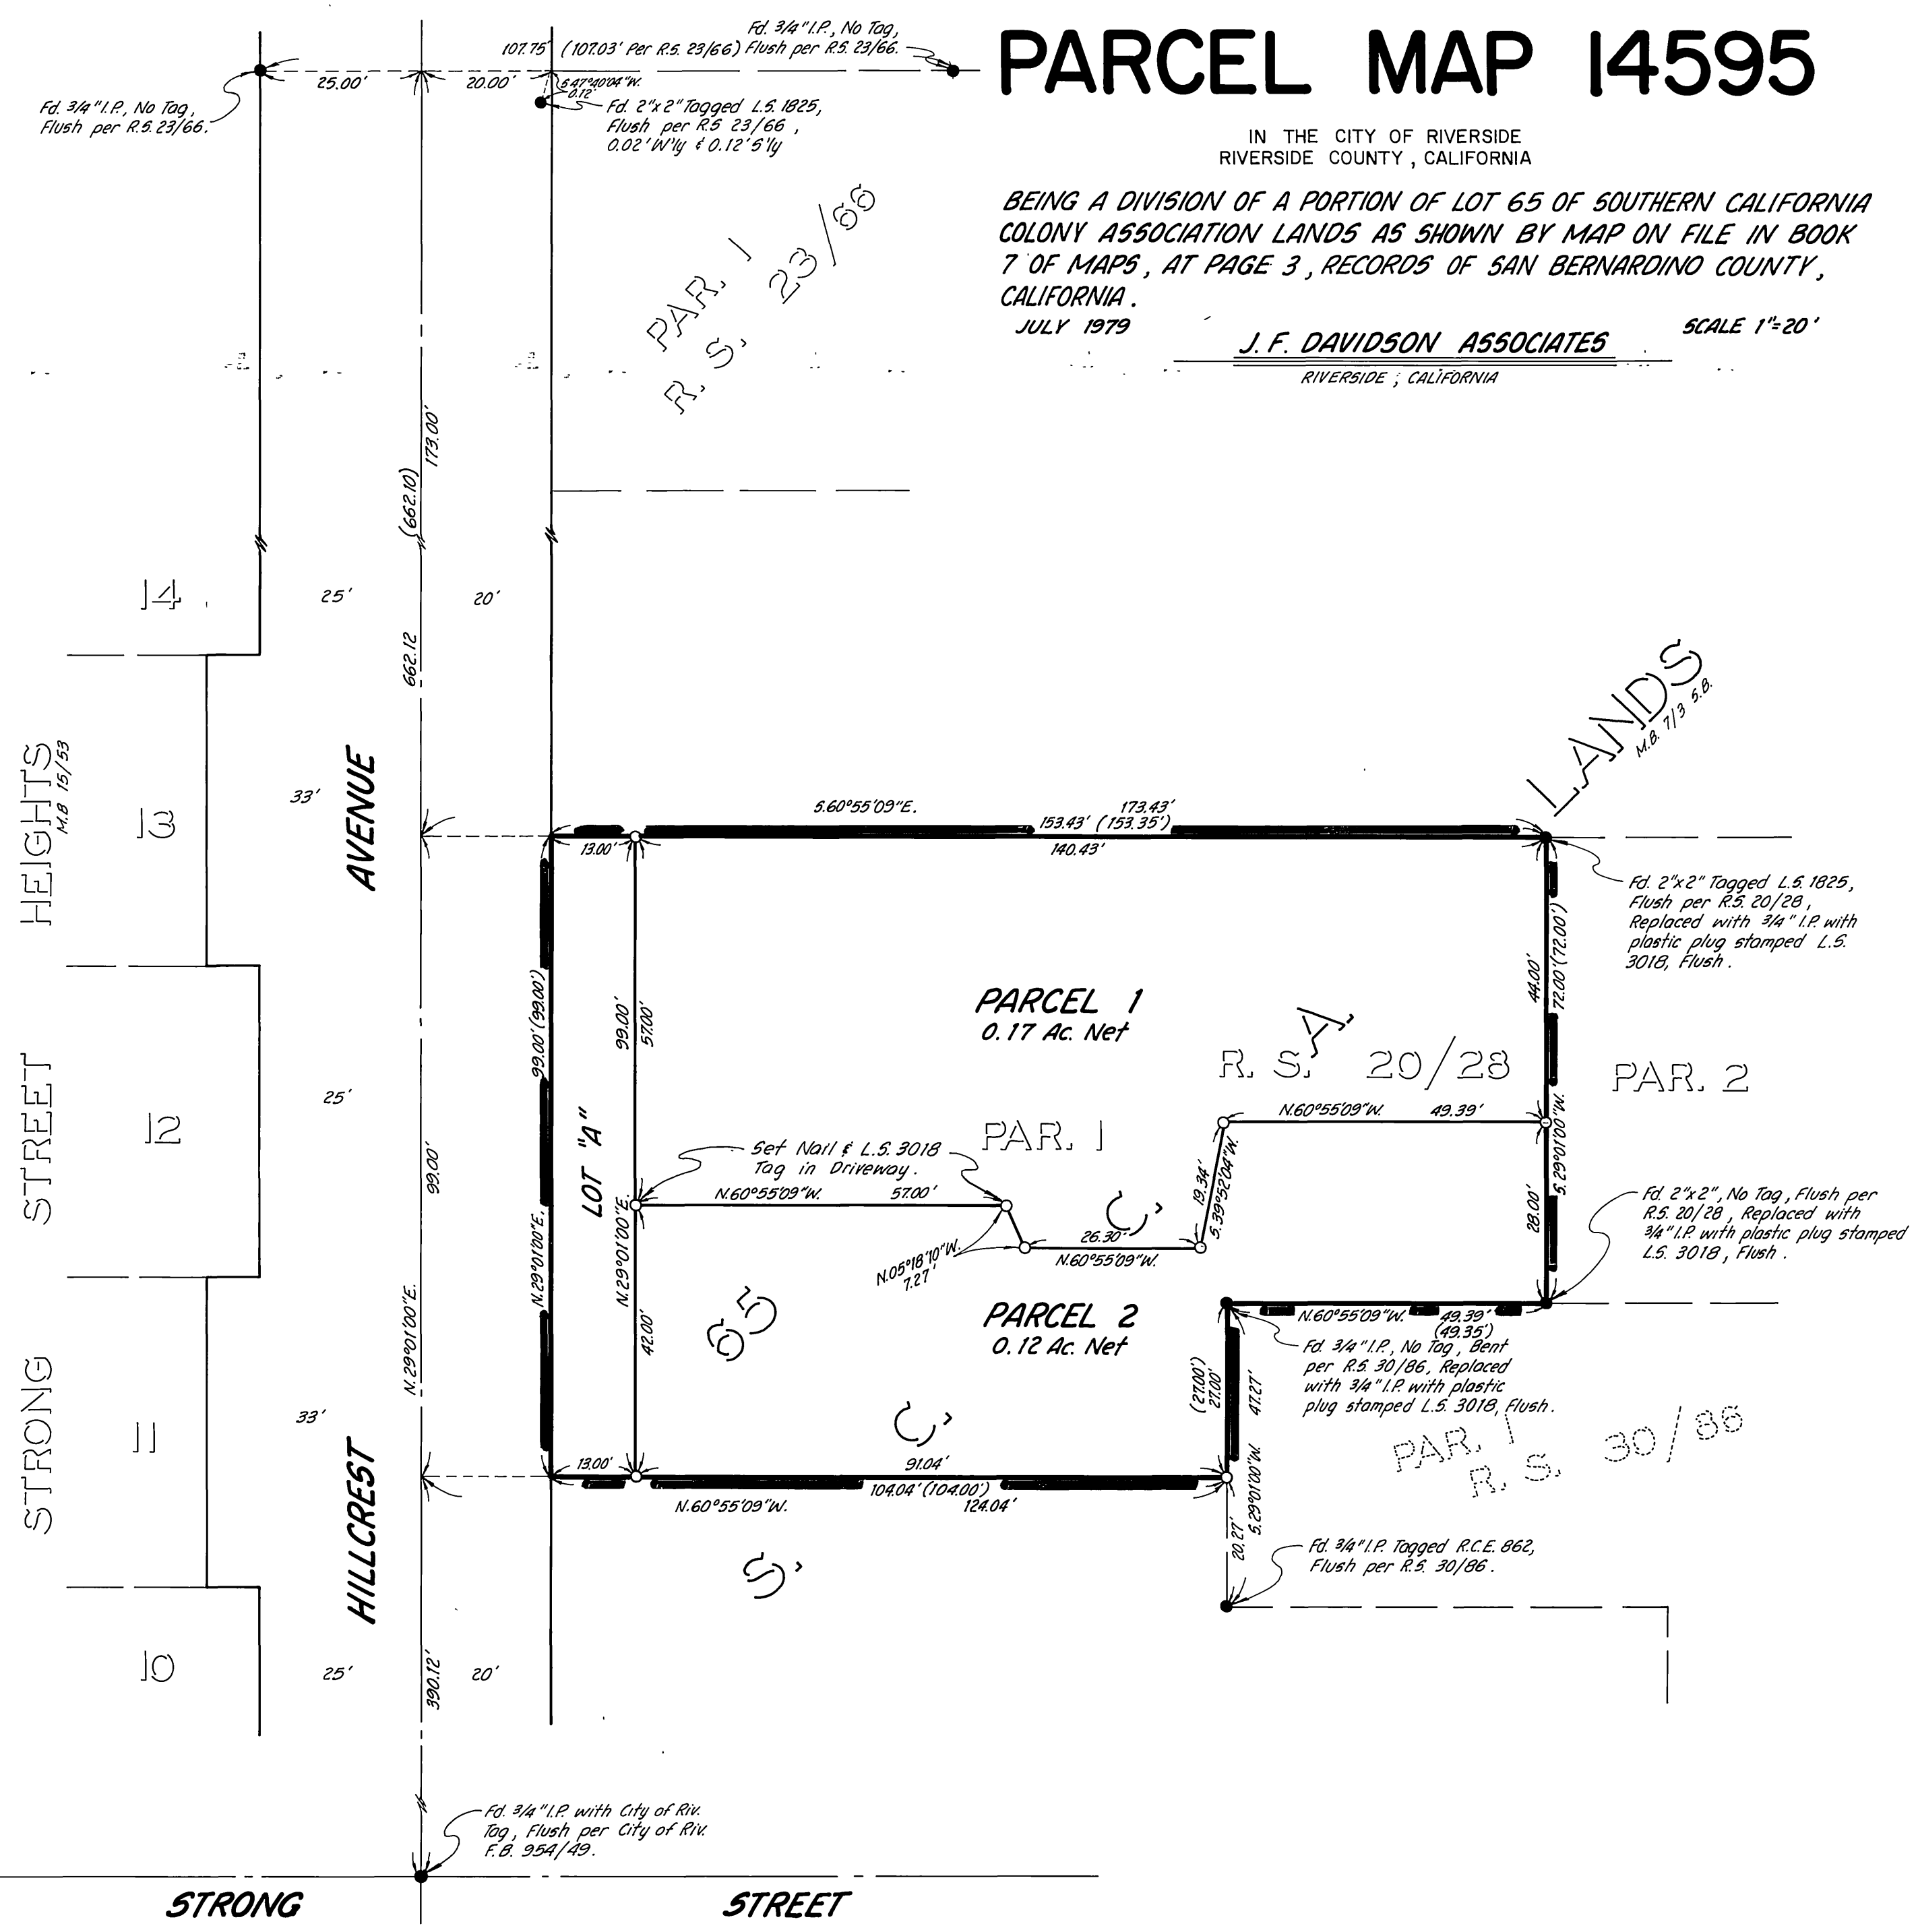 PARCEL MAP 14595
IN THE CITY OF RIVERSIDE
RIVERSIDE COUNTY, CALIFORNIA
BEING A DIVISION OF A PORTION OF LOT 65 OF SOUTHERN CALIFORNIA
COLONY ASSOCIATION LANDS AS SHOWN BY MAP ON FILE IN BOOK
7 OF MAPS, AT PAGE 3, RECORDS OF SAN BERNARDINO COUNTY,
CALIFORNIA.
JULY 1979
J. F. DAVIDSON ASSOCIATES
SCALE 1"=20'
RIVERSIDE, CALIFORNIA
Fd. 3/4" I.P., No Tag,
Flush per R.S. 23/66.
107.75' (107.03' Per R.S. 23/66)
Fd. 3/4" I.P., No Tag,
Flush per R.S. 23/66.
25.00'
20.00'
S47°40'04"W.
0.12'
Fd. 2"x2" Tagged L.S. 1825,
Flush per R.S 23/66,
0.02' W'ly & 0.12' S'ly
PAR. 1
R. S. 23/66
173.00'
(662.10)
662.12
25'
20'
14
13
12
11
10
STRONG STREET HEIGHTS
M.B 15/53
33'
25'
33'
25'
20'
HILLCREST AVENUE
99.00'
N.29°01'00"E.
390.12'
LANDS
M.B. 7/3 S.B.
S.60°55'09"E.
173.43'
153.43' (153.35')
13.00'
140.43'
Fd. 2"x2" Tagged L.S. 1825,
Flush per R.S. 20/28,
Replaced with 3/4" I.P. with
plastic plug stamped L.S.
3018, Flush.
99.00' (99.00')
N.29°01'00"E.
LOT "A"
99.00'
57.00'
N.29°01'00"E.
42.00'
PARCEL 1
0.17 Ac. Net
44.00'
72.00' (72.00')
S.29°01'00"W.
28.00'
A.
R. S. 20/28
PAR. 1
PAR. 2
N.60°55'09"W. 49.39'
19.34'
S.39°52'04"W.
Set Nail & L.S. 3018
Tag in Driveway.
N.60°55'09"W. 57.00'
C.
26.30'
N.60°55'09"W.
N.05°18'10"W.
7.27'
Fd. 2"x2", No Tag, Flush per
R.S. 20/28, Replaced with
3/4" I.P. with plastic plug stamped
L.S. 3018, Flush.
65
PARCEL 2
0.12 Ac. Net
N.60°55'09"W. 49.39'
(49.35')
Fd. 3/4" I.P., No Tag, Bent
per R.S. 30/86, Replaced
with 3/4" I.P. with plastic
plug stamped L.S. 3018, Flush.
(27.00')
27.00'
47.27'
S.29°01'00"W.
20.27'
PAR. 1
R. S. 30/86
C.
13.00'
91.04'
104.04' (104.00')
N.60°55'09"W.
124.04'
S.
Fd. 3/4" I.P. Tagged R.C.E. 862,
Flush per R.S. 30/86.
Fd. 3/4" I.P. with City of Riv.
Tag, Flush per City of Riv.
F.B. 954/49.
STRONG STREET